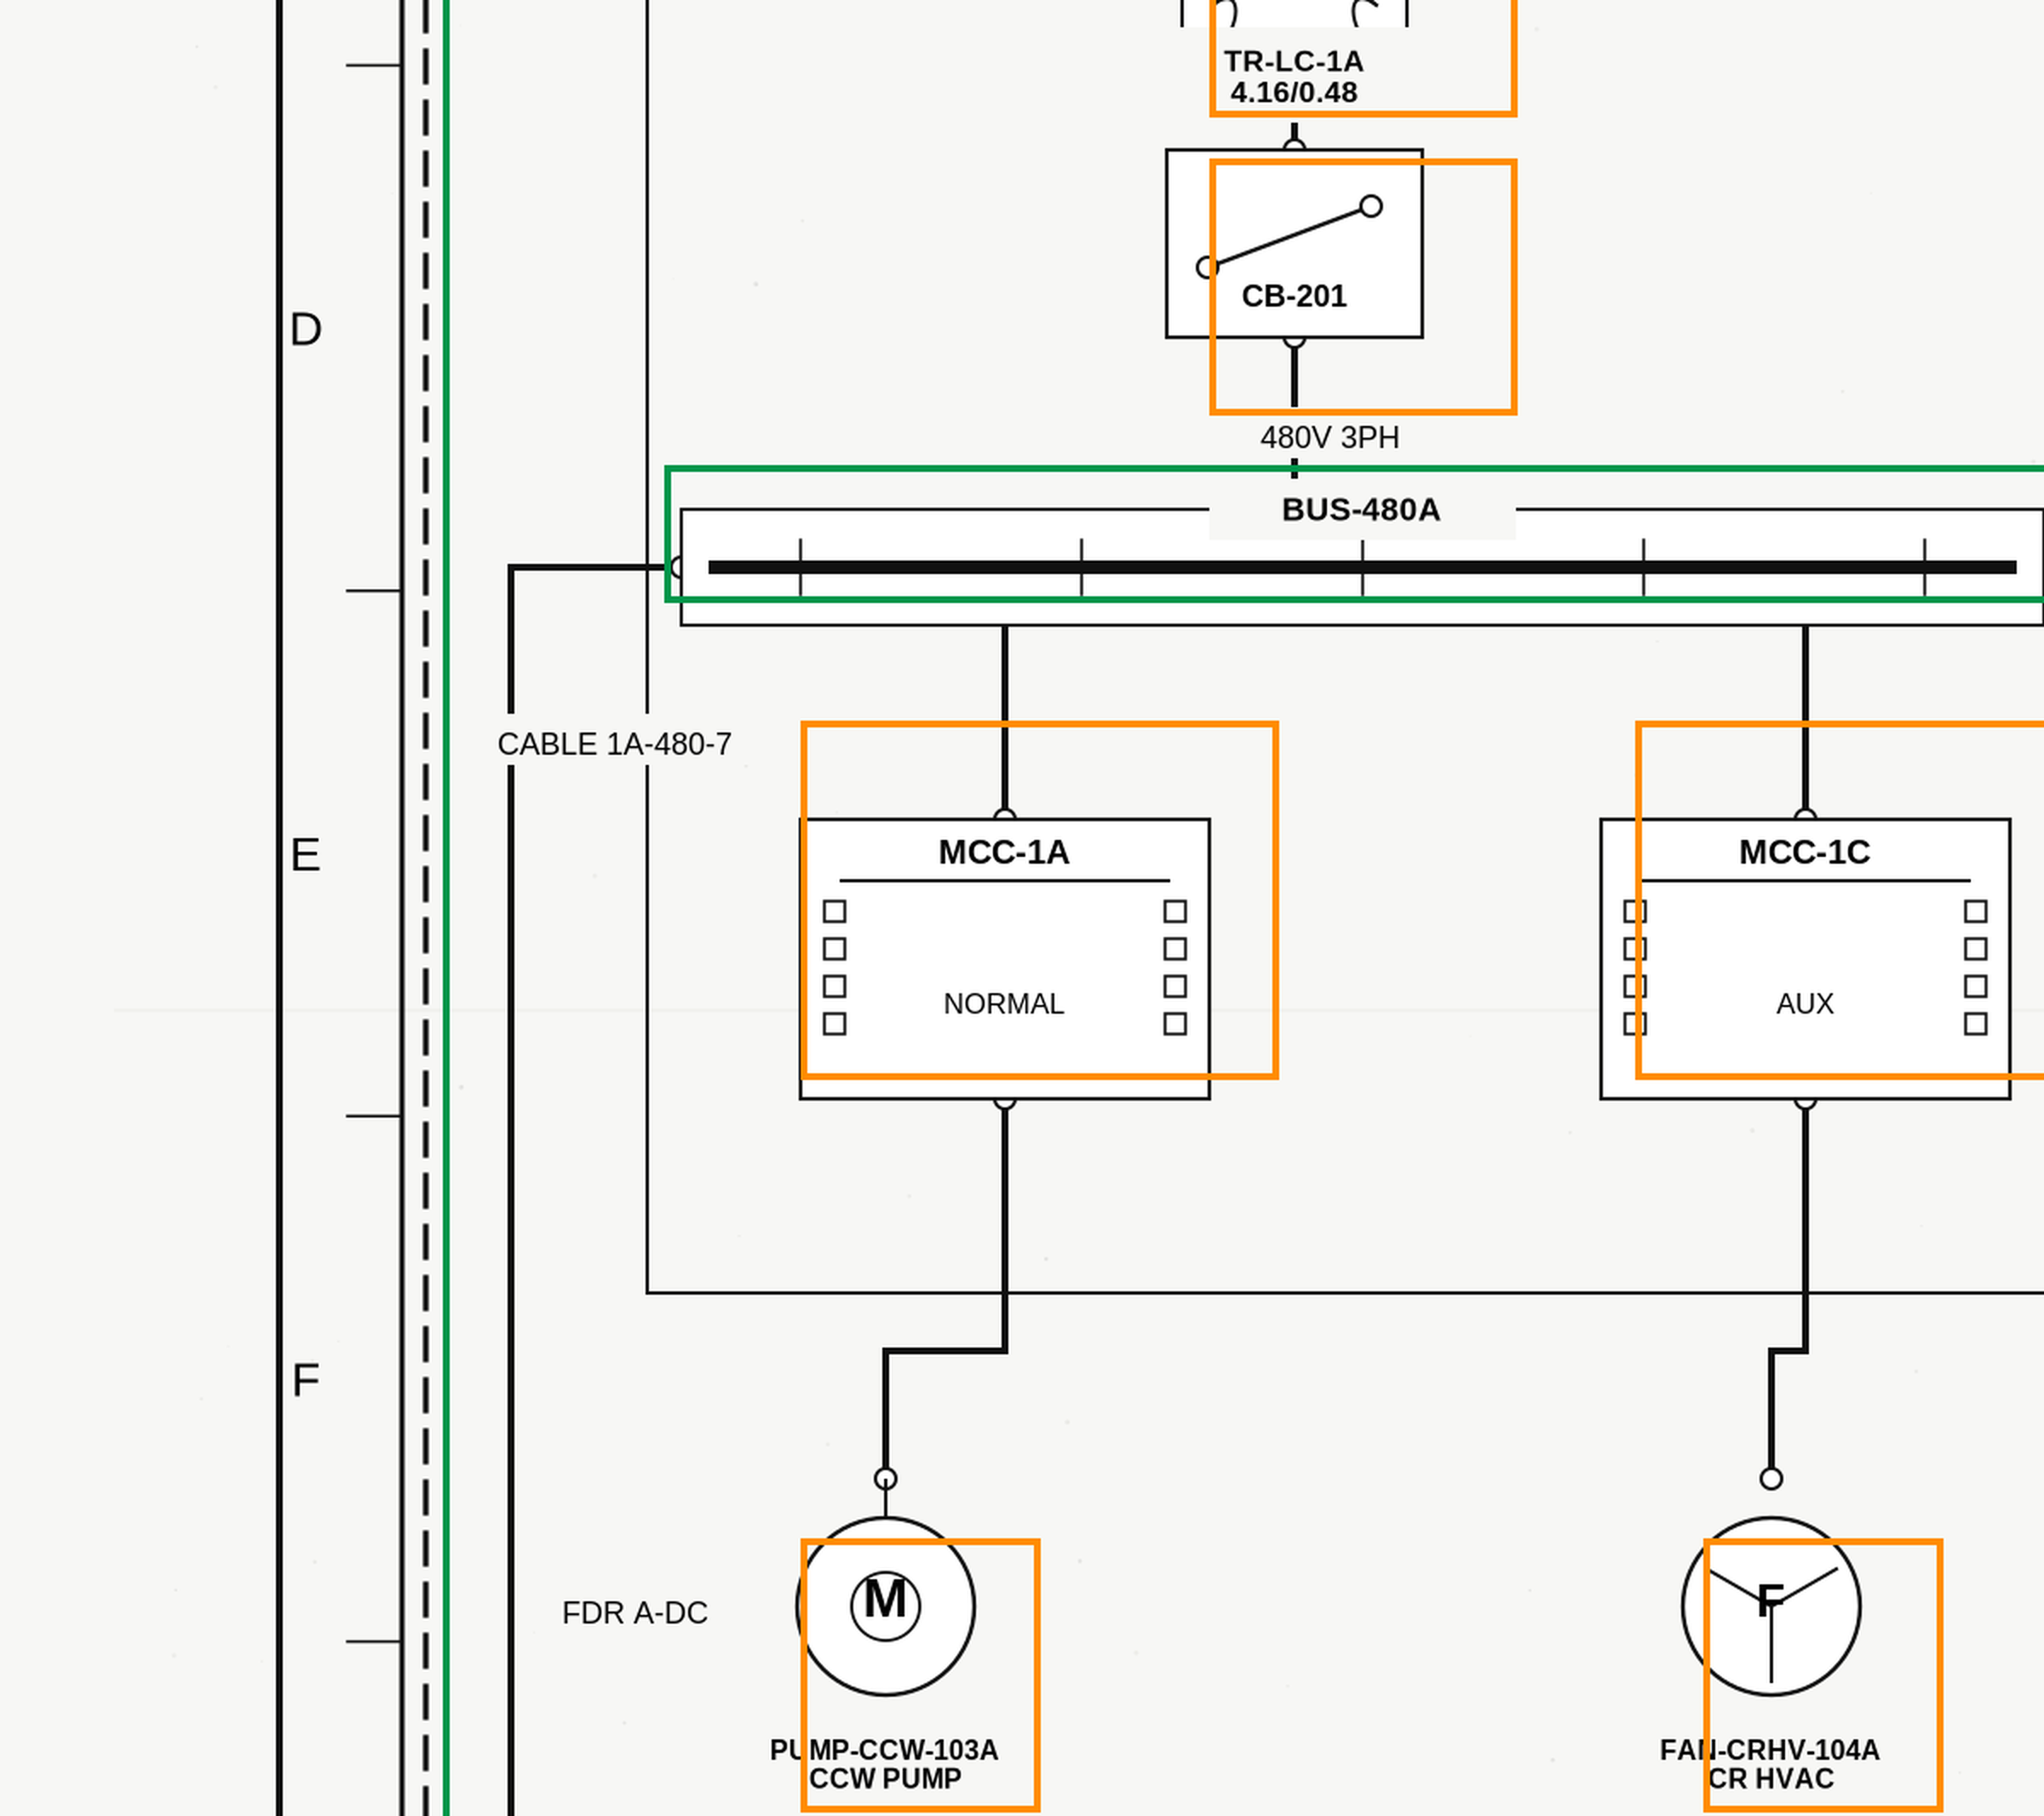 TR-LC-1A
4.16/0.48
CB-201
D
480V 3PH
BUS-480A
CABLE 1A-480-7
MCC-1A
MCC-1C
E
NORMAL
AUX
F
M
F
FDR A-DC
PUMP-CCW-103A
CCW PUMP
FAN-CRHV-104A
CR HVAC